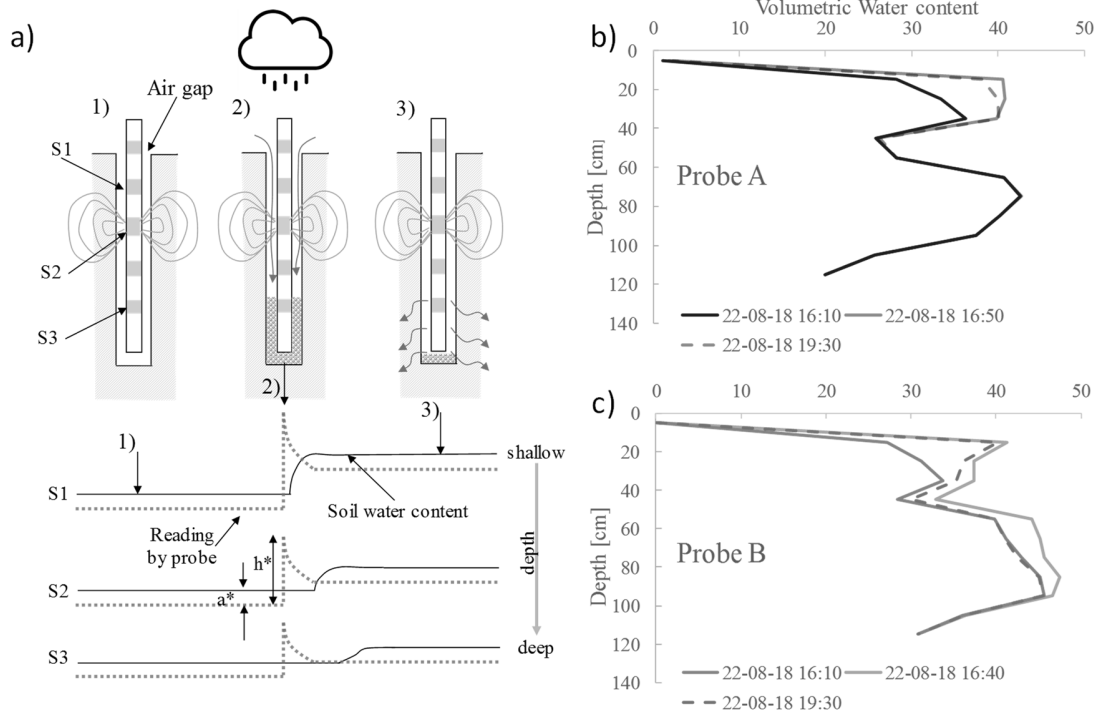 a)
1)
Air gap
2)
3)
S1
S2
S3
2)
1)
3)
shallow
S1
Soil water content
Reading
by probe
depth
h*
S2
a*
S3
deep
b)
Volumetric Water content
0 10 20 30 40 50
0
20
40
60
80
100
120
140
Depth [cm]
Probe A
22-08-18 16:10
22-08-18 16:50
22-08-18 19:30
c)
0 10 20 30 40 50
0
20
40
60
80
100
120
140
Depth [cm]
Probe B
22-08-18 16:10
22-08-18 16:40
22-08-18 19:30